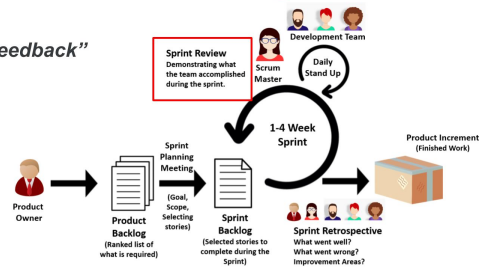 eedback"
Sprint Review
Demonstrating what
the team accomplished
during the sprint.
Development Team
Scrum
Master
Daily
Stand Up
1-4 Week
Sprint
Product Increment
(Finished Work)
Sprint
Planning
Meeting
(Goal,
Scope,
Selecting
stories)
Product
Owner
Product
Backlog
(Ranked list of
what is required)
Sprint
Backlog
(Selected stories to
complete during the
Sprint)
Sprint Retrospective
What went well?
What went wrong?
Improvement Areas?